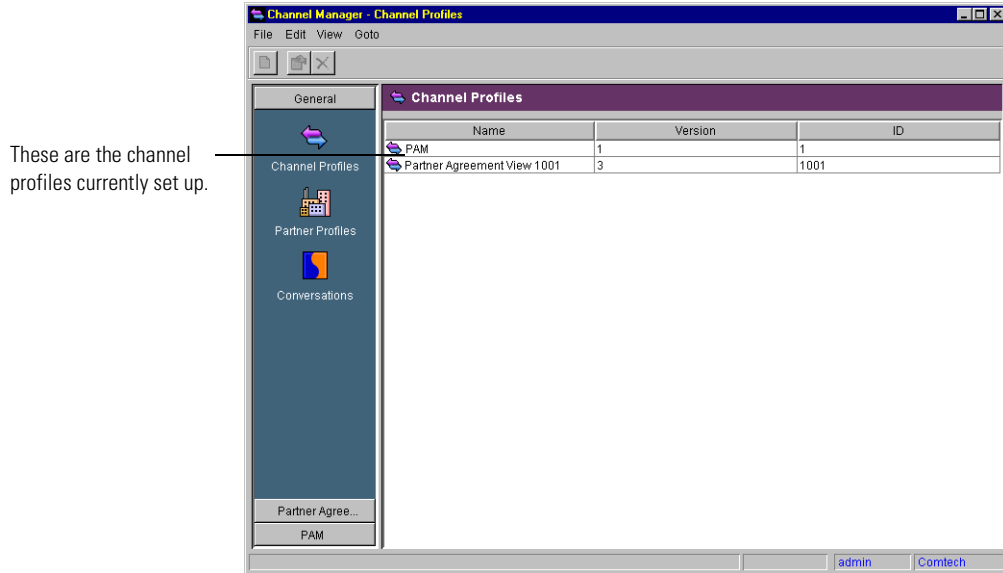 Channel Manager - Channel Profiles
File Edit View Goto
General
Channel Profiles
Name Version ID
PAM 1 1
Partner Agreement View 1001 3 1001
These are the channel
profiles currently set up.
Channel Profiles
Partner Profiles
Conversations
Partner Agree...
PAM
admin Comtech